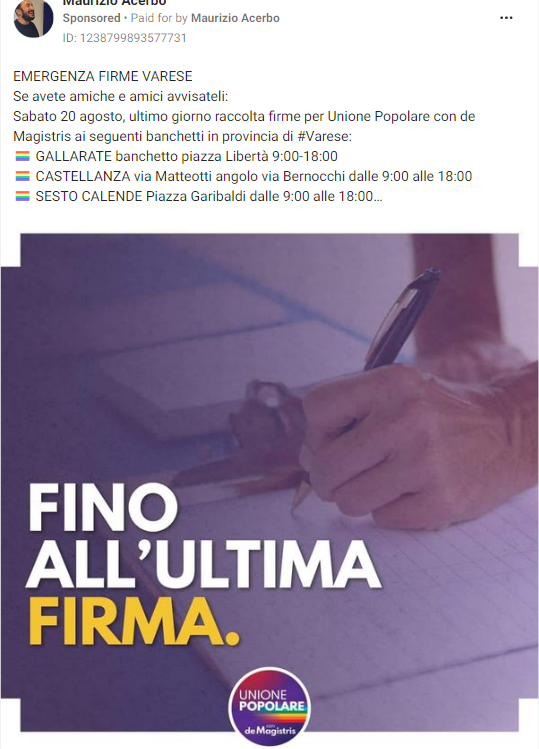 Maurizio Acerbo
Sponsored • Paid for by Maurizio Acerbo
ID: 1238799893577731
EMERGENZA FIRME VARESE
Se avete amiche e amici avvisateli:
Sabato 20 agosto, ultimo giorno raccolta firme per Unione Popolare con de
Magistris ai seguenti banchetti in provincia di #Varese:
GALLARATE banchetto piazza Libertà 9:00-18:00
CASTELLANZA via Matteotti angolo via Bernocchi dalle 9:00 alle 18:00
SESTO CALENDE Piazza Garibaldi dalle 9:00 alle 18:00...
FINO
ALL'ULTIMA
FIRMA.
UNIONE
POPOLARE
con
de Magistris